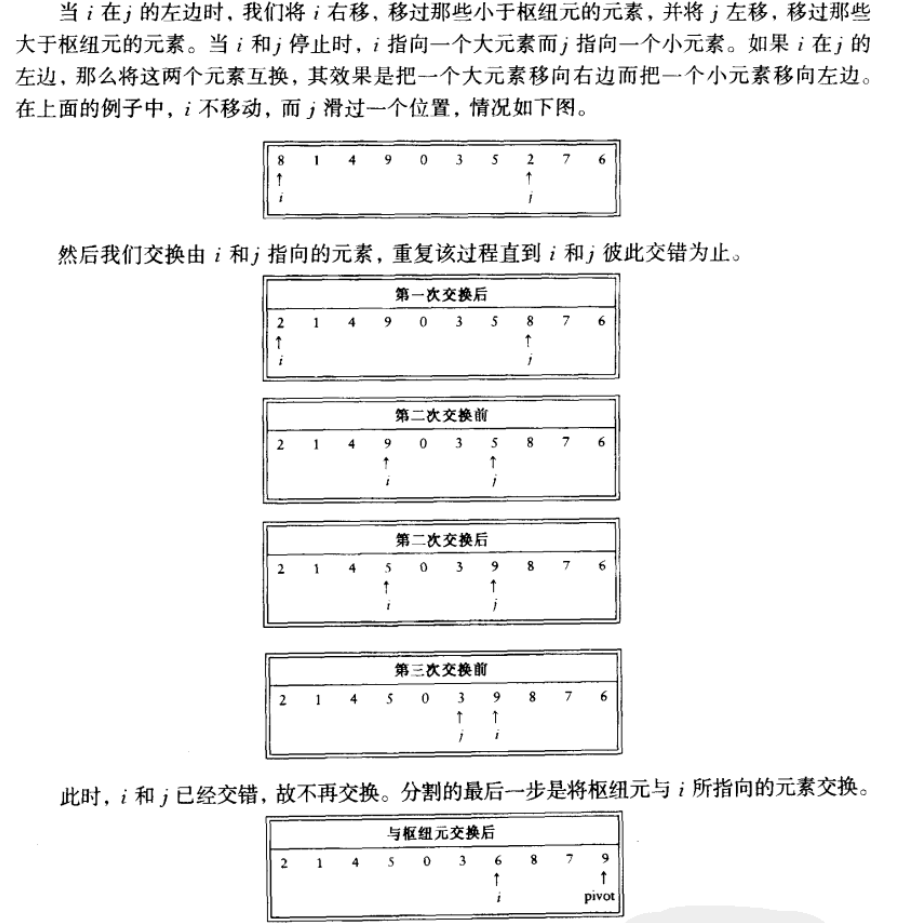 当 i 在 j 的左边时，我们将 i 右移，移过那些小于枢纽元的元素，并将 j 左移，移过那些
大于枢纽元的元素。当 i 和 j 停止时，i 指向一个大元素而 j 指向一个小元素。如果 i 在 j 的
左边，那么将这两个元素互换，其效果是把一个大元素移向右边而把一个小元素移向左边。
在上面的例子中，i 不移动，而 j 滑过一个位置，情况如下图。
8 1 4 9 0 3 5 2 7 6
↑ ↑
i j
然后我们交换由 i 和 j 指向的元素，重复该过程直到 i 和 j 彼此交错为止。
第一次交换后
2 1 4 9 0 3 5 8 7 6
↑ ↑
i j
第二次交换前
2 1 4 9 0 3 5 8 7 6
↑ ↑
i j
第二次交换后
2 1 4 5 0 3 9 8 7 6
↑ ↑
i j
第三次交换前
2 1 4 5 0 3 9 8 7 6
↑ ↑
j i
此时，i 和 j 已经交错，故不再交换。分割的最后一步是将枢纽元与 i 所指向的元素交换。
与枢纽元交换后
2 1 4 5 0 3 6 8 7 9
↑ ↑
i pivot